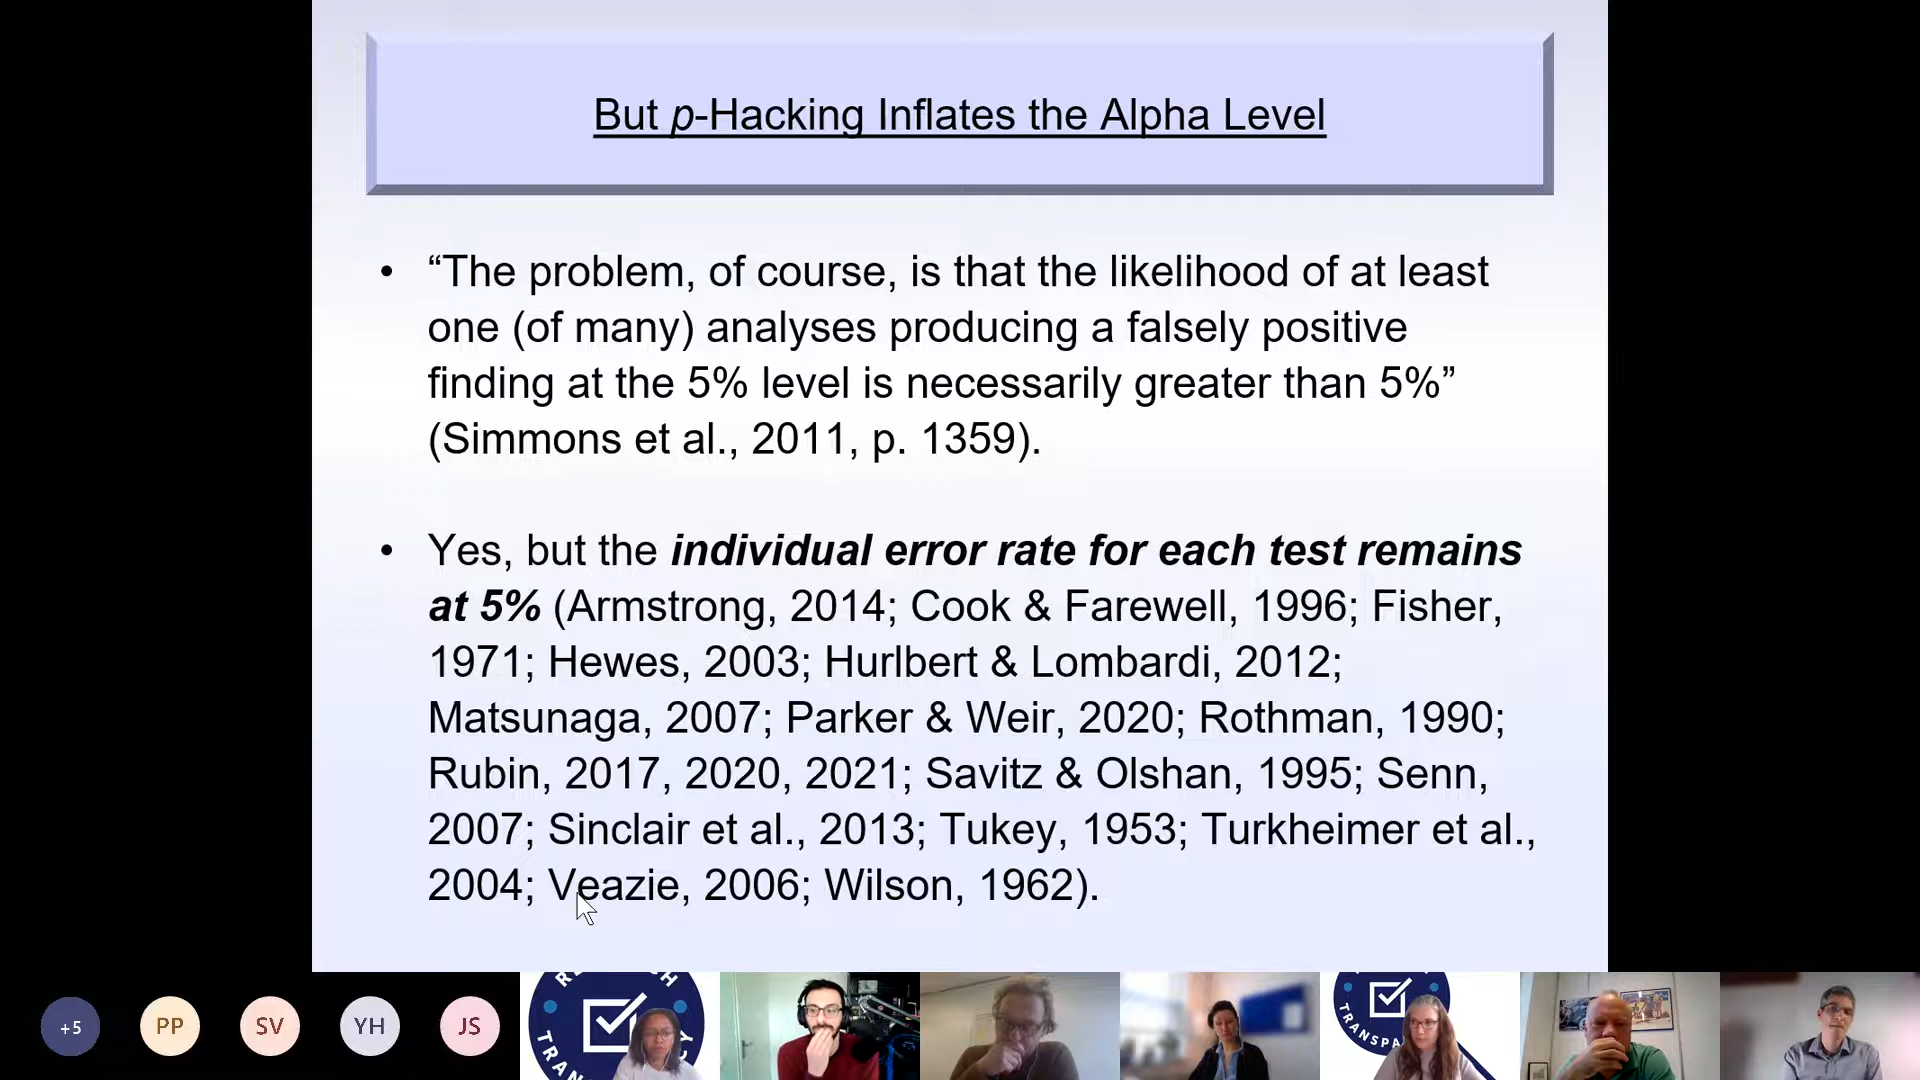 But p-Hacking Inflates the Alpha Level
• “The problem, of course, is that the likelihood of at least
one (of many) analyses producing a falsely positive
finding at the 5% level is necessarily greater than 5%”
(Simmons et al., 2011, p. 1359).
• Yes, but the individual error rate for each test remains
at 5% (Armstrong, 2014; Cook & Farewell, 1996; Fisher,
1971; Hewes, 2003; Hurlbert & Lombardi, 2012;
Matsunaga, 2007; Parker & Weir, 2020; Rothman, 1990;
Rubin, 2017, 2020, 2021; Savitz & Olshan, 1995; Senn,
2007; Sinclair et al., 2013; Tukey, 1953; Turkheimer et al.,
2004; Veazie, 2006; Wilson, 1962).
+5
PP
SV
YH
JS